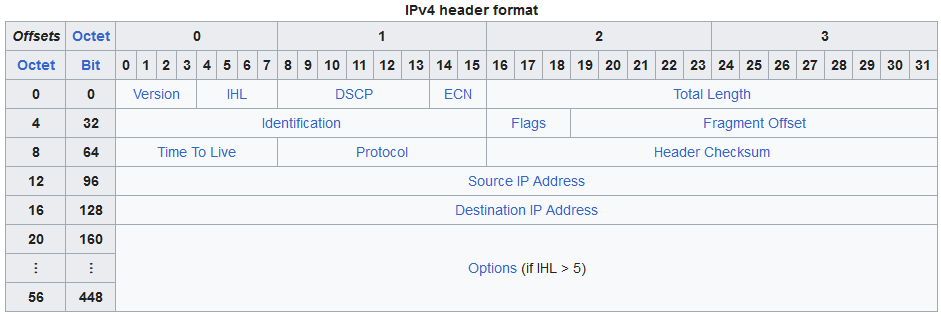 IPv4 header format
Offsets Octet 0 1 2 3
Octet Bit 0 1 2 3 4 5 6 7 8 9 10 11 12 13 14 15 16 17 18 19 20 21 22 23 24 25 26 27 28 29 30 31
0 0 Version IHL DSCP ECN Total Length
4 32 Identification Flags Fragment Offset
8 64 Time To Live Protocol Header Checksum
12 96 Source IP Address
16 128 Destination IP Address
20 160
⋮ ⋮ Options (if IHL > 5)
56 448